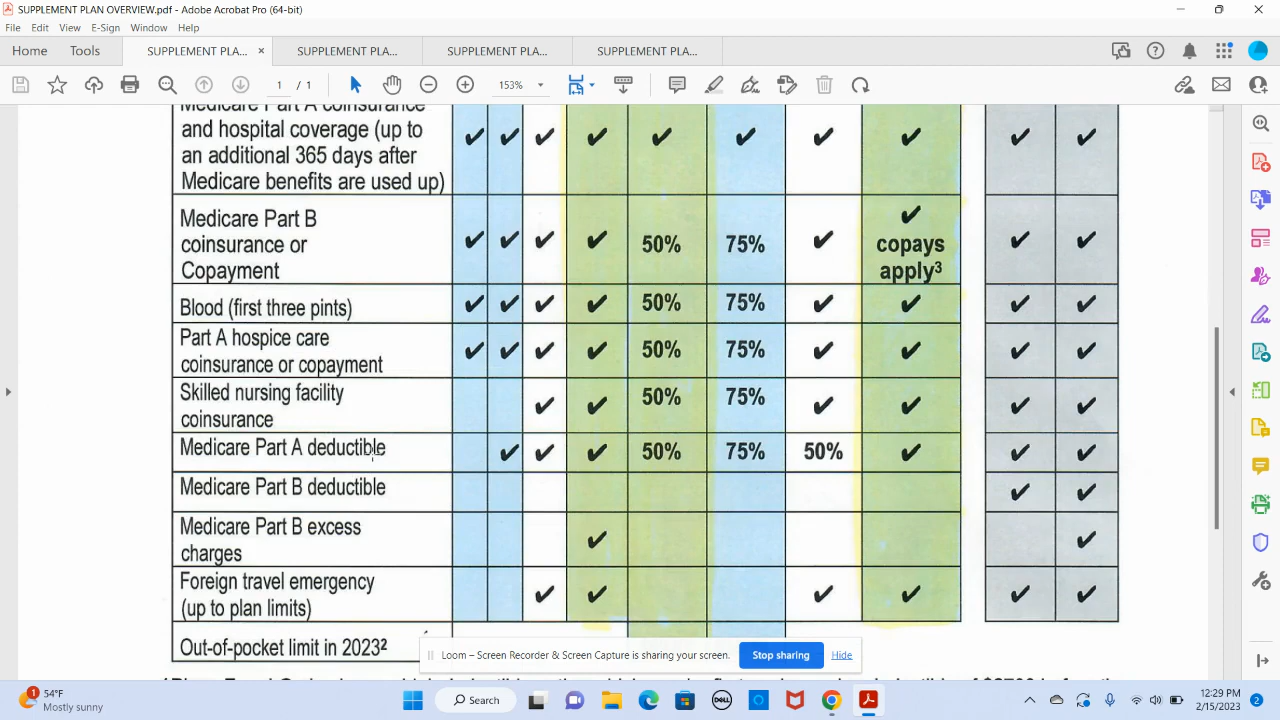 SUPPLEMENT PLAN OVERVIEW.pdf - Adobe Acrobat Pro (64-bit)
File Edit View E-Sign Window Help
Home Tools SUPPLEMENT PLA... × SUPPLEMENT PLA... SUPPLEMENT PLA... SUPPLEMENT PLA...
1 / 1 153%
Medicare Part A coinsurance
and hospital coverage (up to
an additional 365 days after
Medicare benefits are used up)
✔ ✔ ✔ ✔ ✔ ✔ ✔ ✔ ✔ ✔
Medicare Part B
coinsurance or
Copayment
✔ ✔ ✔ ✔ 50% 75% ✔ ✔ copays apply³ ✔ ✔
Blood (first three pints) ✔ ✔ ✔ ✔ 50% 75% ✔ ✔ ✔ ✔
Part A hospice care
coinsurance or copayment
✔ ✔ ✔ ✔ 50% 75% ✔ ✔ ✔ ✔
Skilled nursing facility
coinsurance
✔ ✔ 50% 75% ✔ ✔ ✔ ✔
Medicare Part A deductible ✔ ✔ ✔ 50% 75% 50% ✔ ✔ ✔
Medicare Part B deductible ✔ ✔
Medicare Part B excess
charges
✔ ✔
Foreign travel emergency
(up to plan limits)
✔ ✔ ✔ ✔ ✔ ✔
Out-of-pocket limit in 2023²
Loom – Screen Recorder & Screen Capture is sharing your screen. Stop sharing Hide
1 54°F
Mostly sunny
Search
DELL
12:29 PM
2/15/2023
2